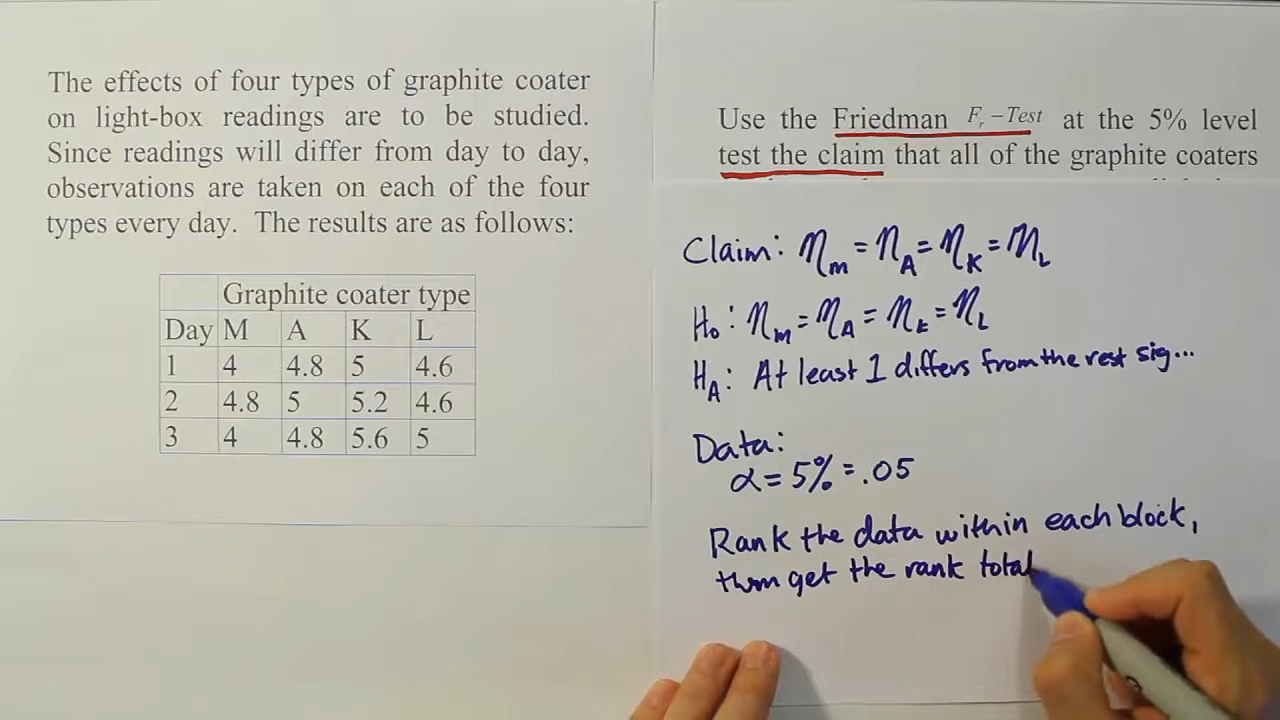 The effects of four types of graphite coater
on light-box readings are to be studied.
Since readings will differ from day to day,
observations are taken on each of the four
types every day. The results are as follows:
Graphite coater type
Day M A K L
1 4 4.8 5 4.6
2 4.8 5 5.2 4.6
3 4 4.8 5.6 5
Use the Friedman Fr – Test at the 5% level
test the claim that all of the graphite coaters
Claim: ηm = ηA = ηK = ηL
Ho: ηm = ηA = ηk = ηL
HA: At least 1 differs from the rest sig...
Data:
α = 5% = .05
Rank the data within each block,
then get the rank total